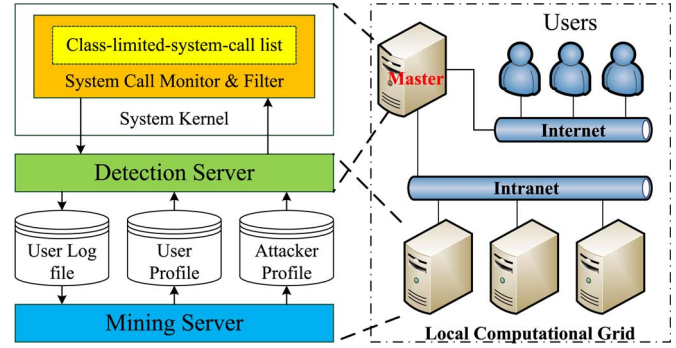 Class-limited-system-call list
System Call Monitor & Filter
System Kernel
Detection Server
User Log
file
User
Profile
Attacker
Profile
Mining Server
Users
Master
Internet
Intranet
Local Computational Grid